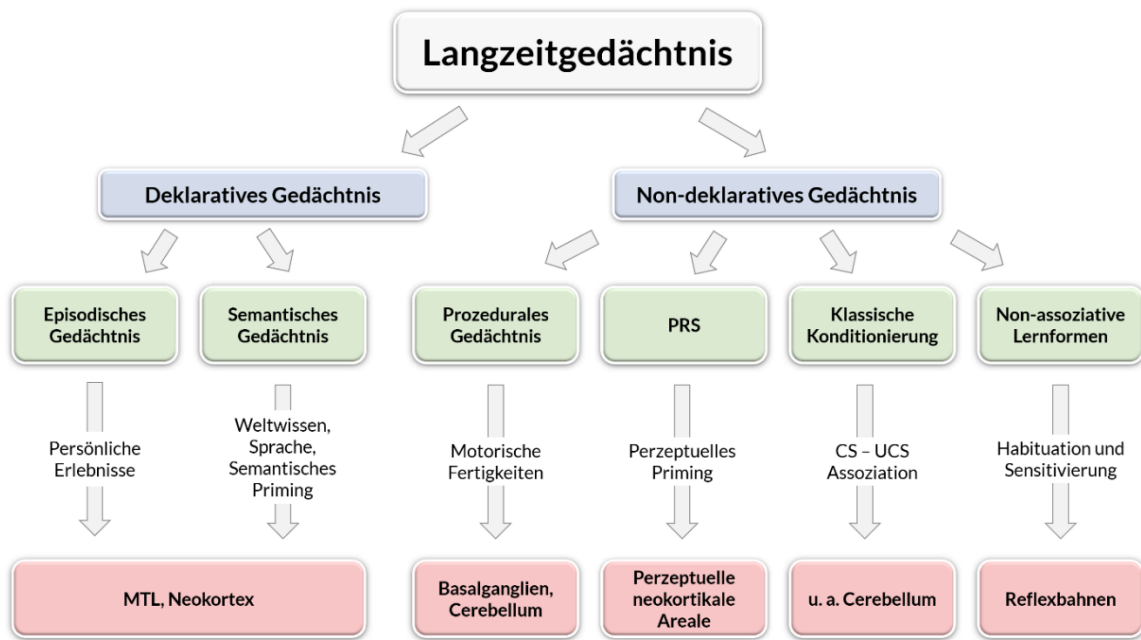 Langzeitgedächtnis
Deklaratives Gedächtnis
Non-deklaratives Gedächtnis
Episodisches
Gedächtnis
Semantisches
Gedächtnis
Prozedurales
Gedächtnis
PRS
Klassische
Konditionierung
Non-assoziative
Lernformen
Persönliche
Erlebnisse
Weltwissen,
Sprache,
Semantisches
Priming
Motorische
Fertigkeiten
Perzeptuelles
Priming
CS – UCS
Assoziation
Habituation und
Sensitivierung
MTL, Neokortex
Basalganglien,
Cerebellum
Perzeptuelle
neokortikale
Areale
u. a. Cerebellum
Reflexbahnen